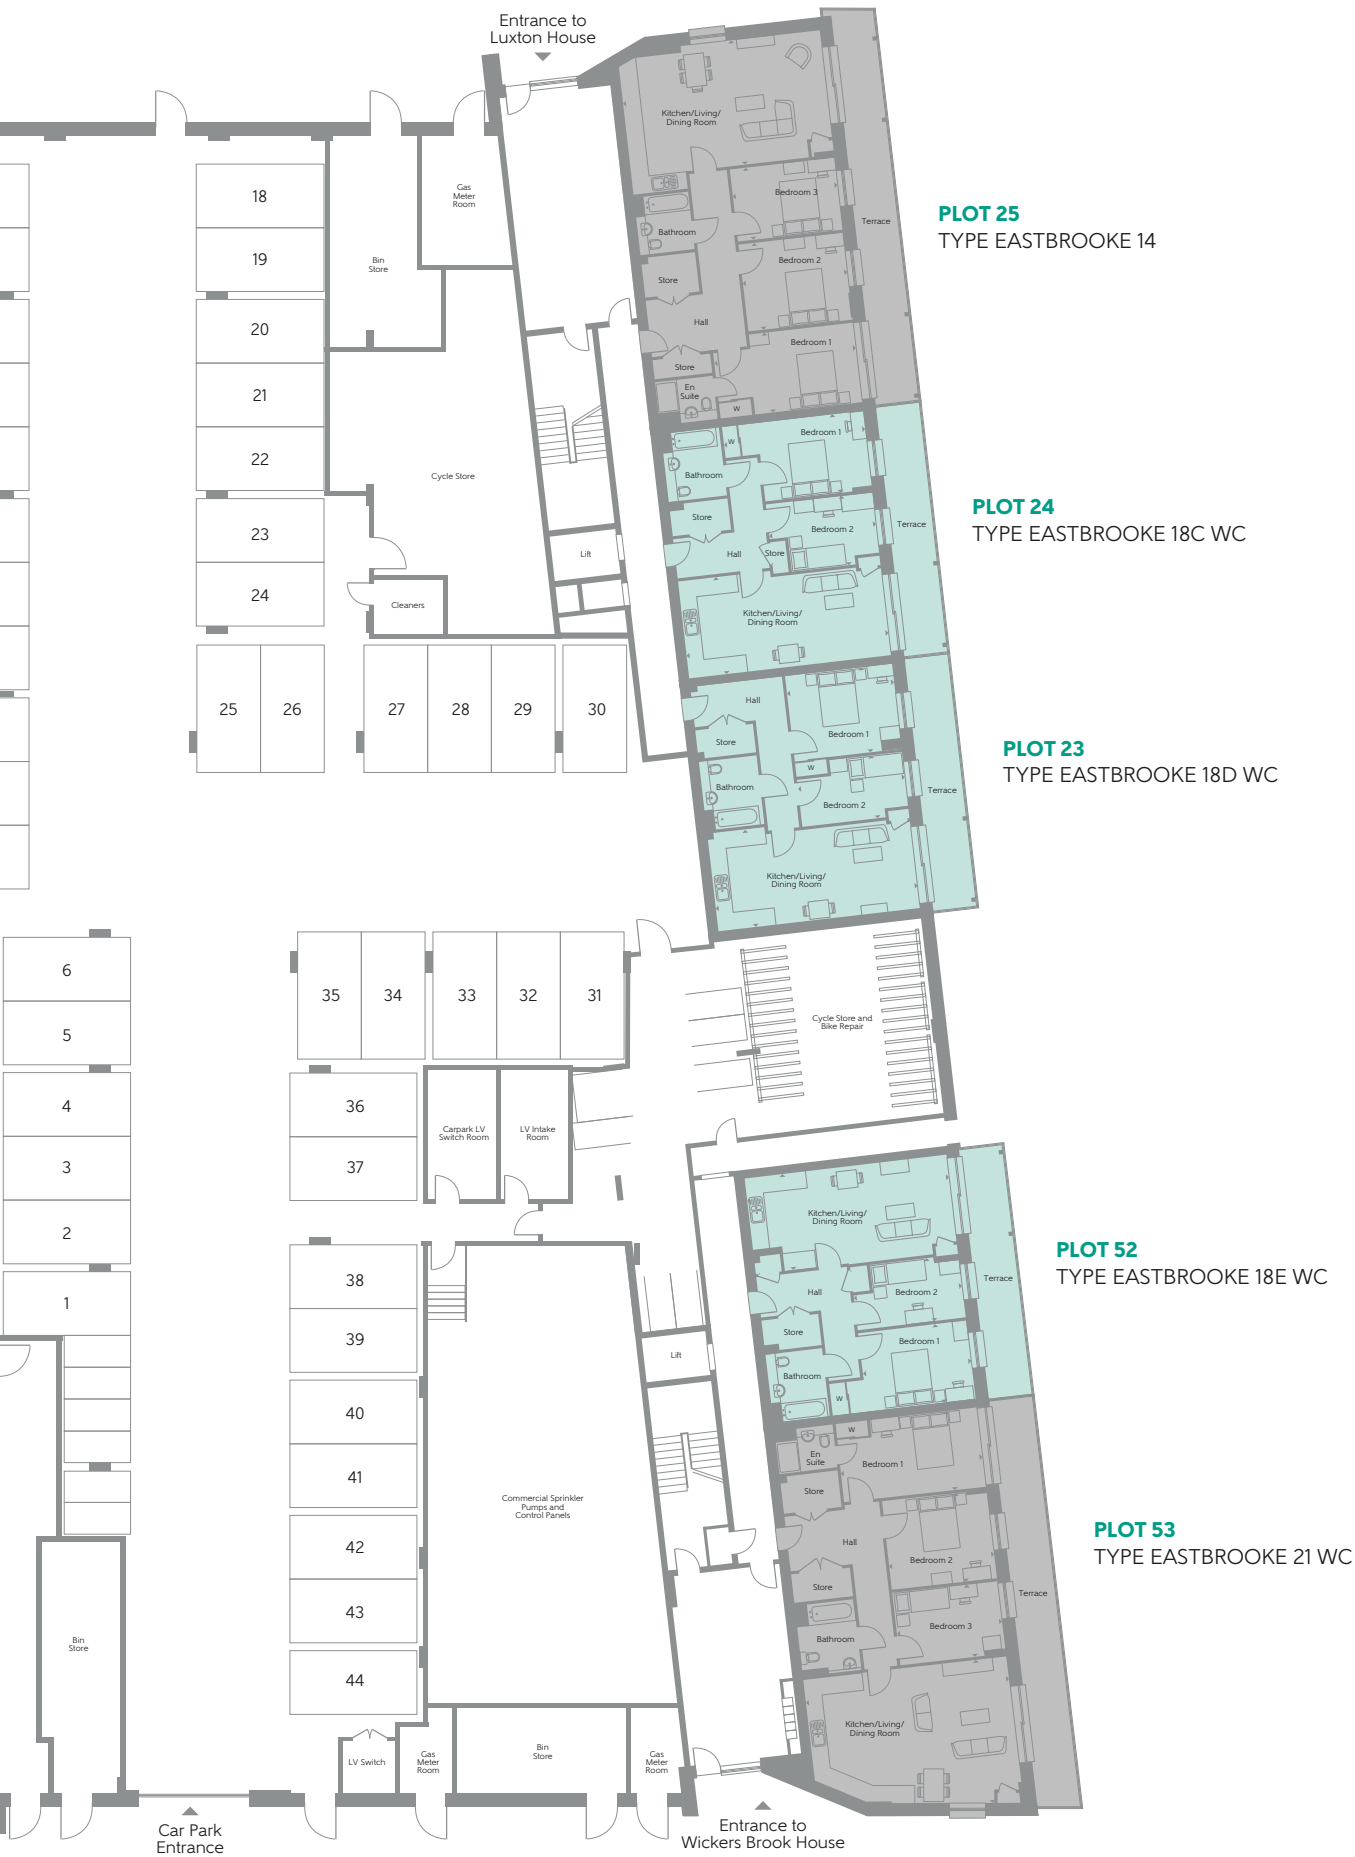 Entrance to
Luxton House
Kitchen/Living/
Dining Room
Bedroom 3
Bathroom
Bedroom 2
Store
Hall
Bedroom 1
Store
En
Suite
W
Terrace
PLOT 25
TYPE EASTBROOKE 14
18
19
20
21
22
23
24
Gas
Meter
Room
Bin
Store
Cycle Store
Cleaners
Lift
Bedroom 1
W
Bathroom
Store
Bedroom 2
Hall
Store
Kitchen/Living/
Dining Room
Terrace
PLOT 24
TYPE EASTBROOKE 18C WC
25
26
27
28
29
30
Hall
Store
Bedroom 1
W
Bathroom
Bedroom 2
Kitchen/Living/
Dining Room
Terrace
PLOT 23
TYPE EASTBROOKE 18D WC
6
5
4
3
2
1
35
34
33
32
31
36
37
Cycle Store and
Bike Repair
Carpark LV
Switch Room
LV Intake
Room
38
39
40
41
42
43
44
Kitchen/Living/
Dining Room
Hall
Bedroom 2
Store
Bedroom 1
Bathroom
W
Terrace
PLOT 52
TYPE EASTBROOKE 18E WC
Lift
Commercial Sprinkler
Pumps and
Control Panels
W
En
Suite
Bedroom 1
Store
Hall
Bedroom 2
Store
Bedroom 3
Bathroom
Kitchen/Living/
Dining Room
Terrace
PLOT 53
TYPE EASTBROOKE 21 WC
Bin
Store
LV Switch
Gas
Meter
Room
Bin
Store
Gas
Meter
Room
Car Park
Entrance
Entrance to
Wickers Brook House